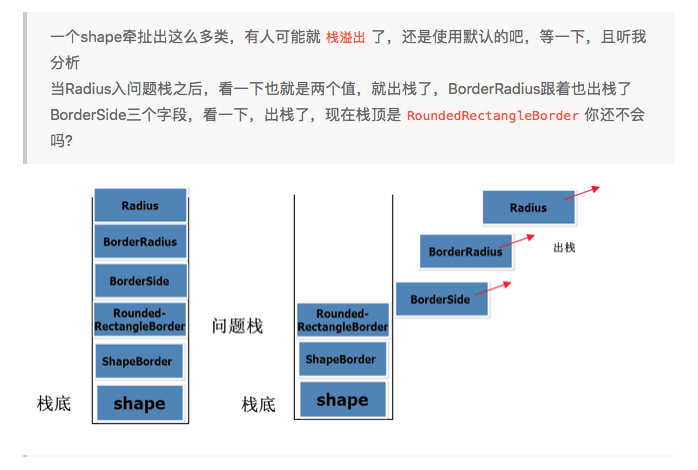 一个shape牵扯出这么多类，有人可能就 栈溢出 了，还是使用默认的吧，等一下，且听我
分析
当Radius入问题栈之后，看一下也就是两个值，就出栈了，BorderRadius跟着也出栈了
BorderSide三个字段，看一下，出栈了，现在栈顶是 RoundedRectangleBorder 你还不会
吗?
Radius
BorderRadius
BorderSide
Rounded-
RectangleBorder
ShapeBorder
shape
栈底
问题栈
Radius
BorderRadius
出栈
BorderSide
Rounded-
RectangleBorder
ShapeBorder
shape
栈底